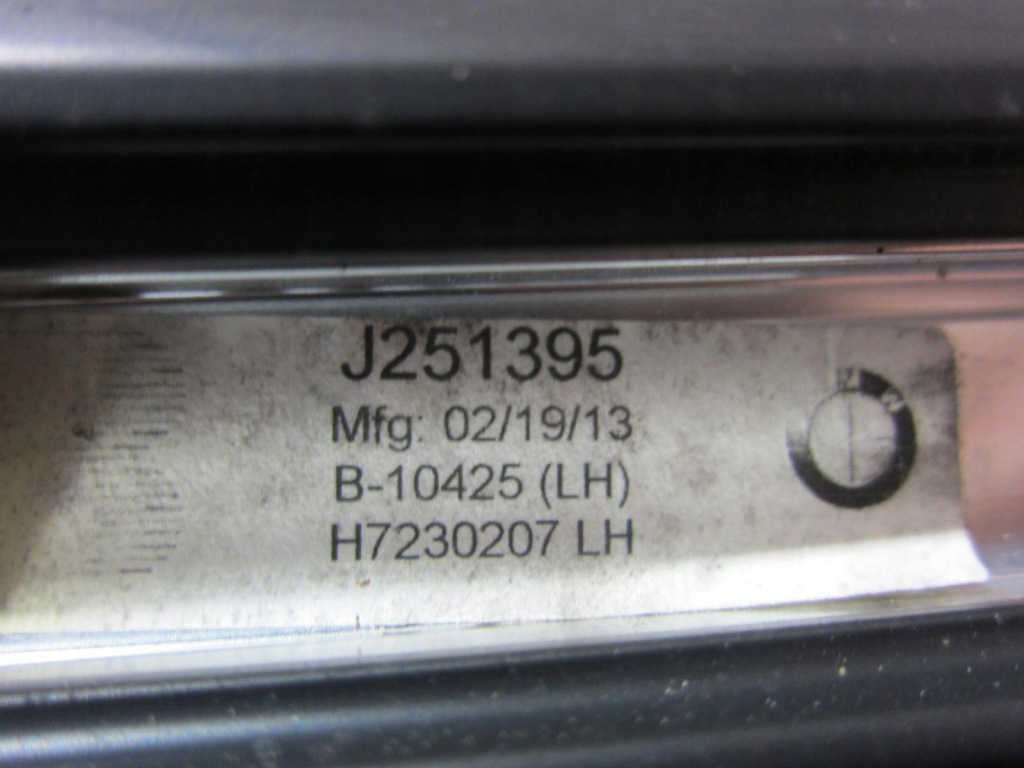 J251395
Mfg: 02/19/13
B-10425 (LH)
H7230207 LH